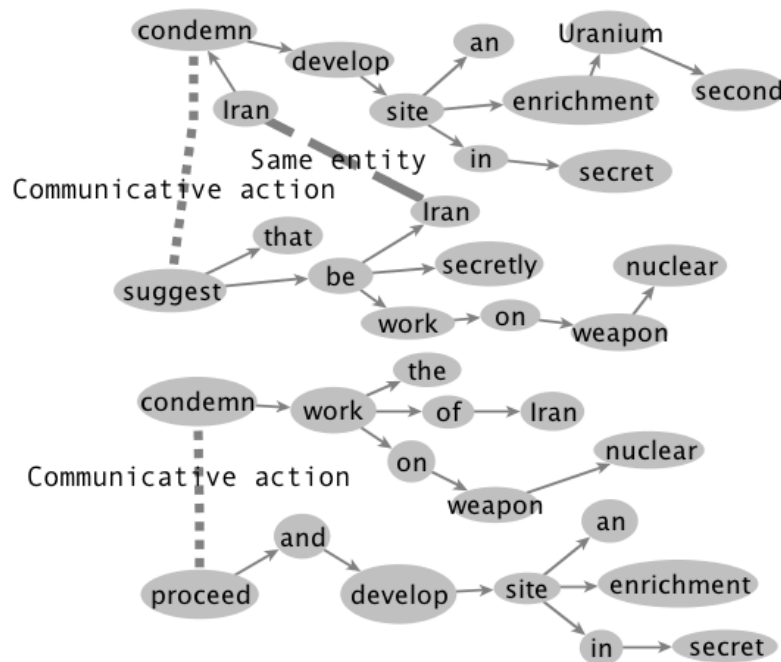 condemn
develop
an
Uranium
second
Iran
site
enrichment
Same entity
in
secret
Communicative action
Iran
that
suggest
be
secretly
nuclear
work
on
weapon
the
condemn
work
of
Iran
on
nuclear
Communicative action
weapon
and
an
proceed
develop
site
enrichment
in
secret